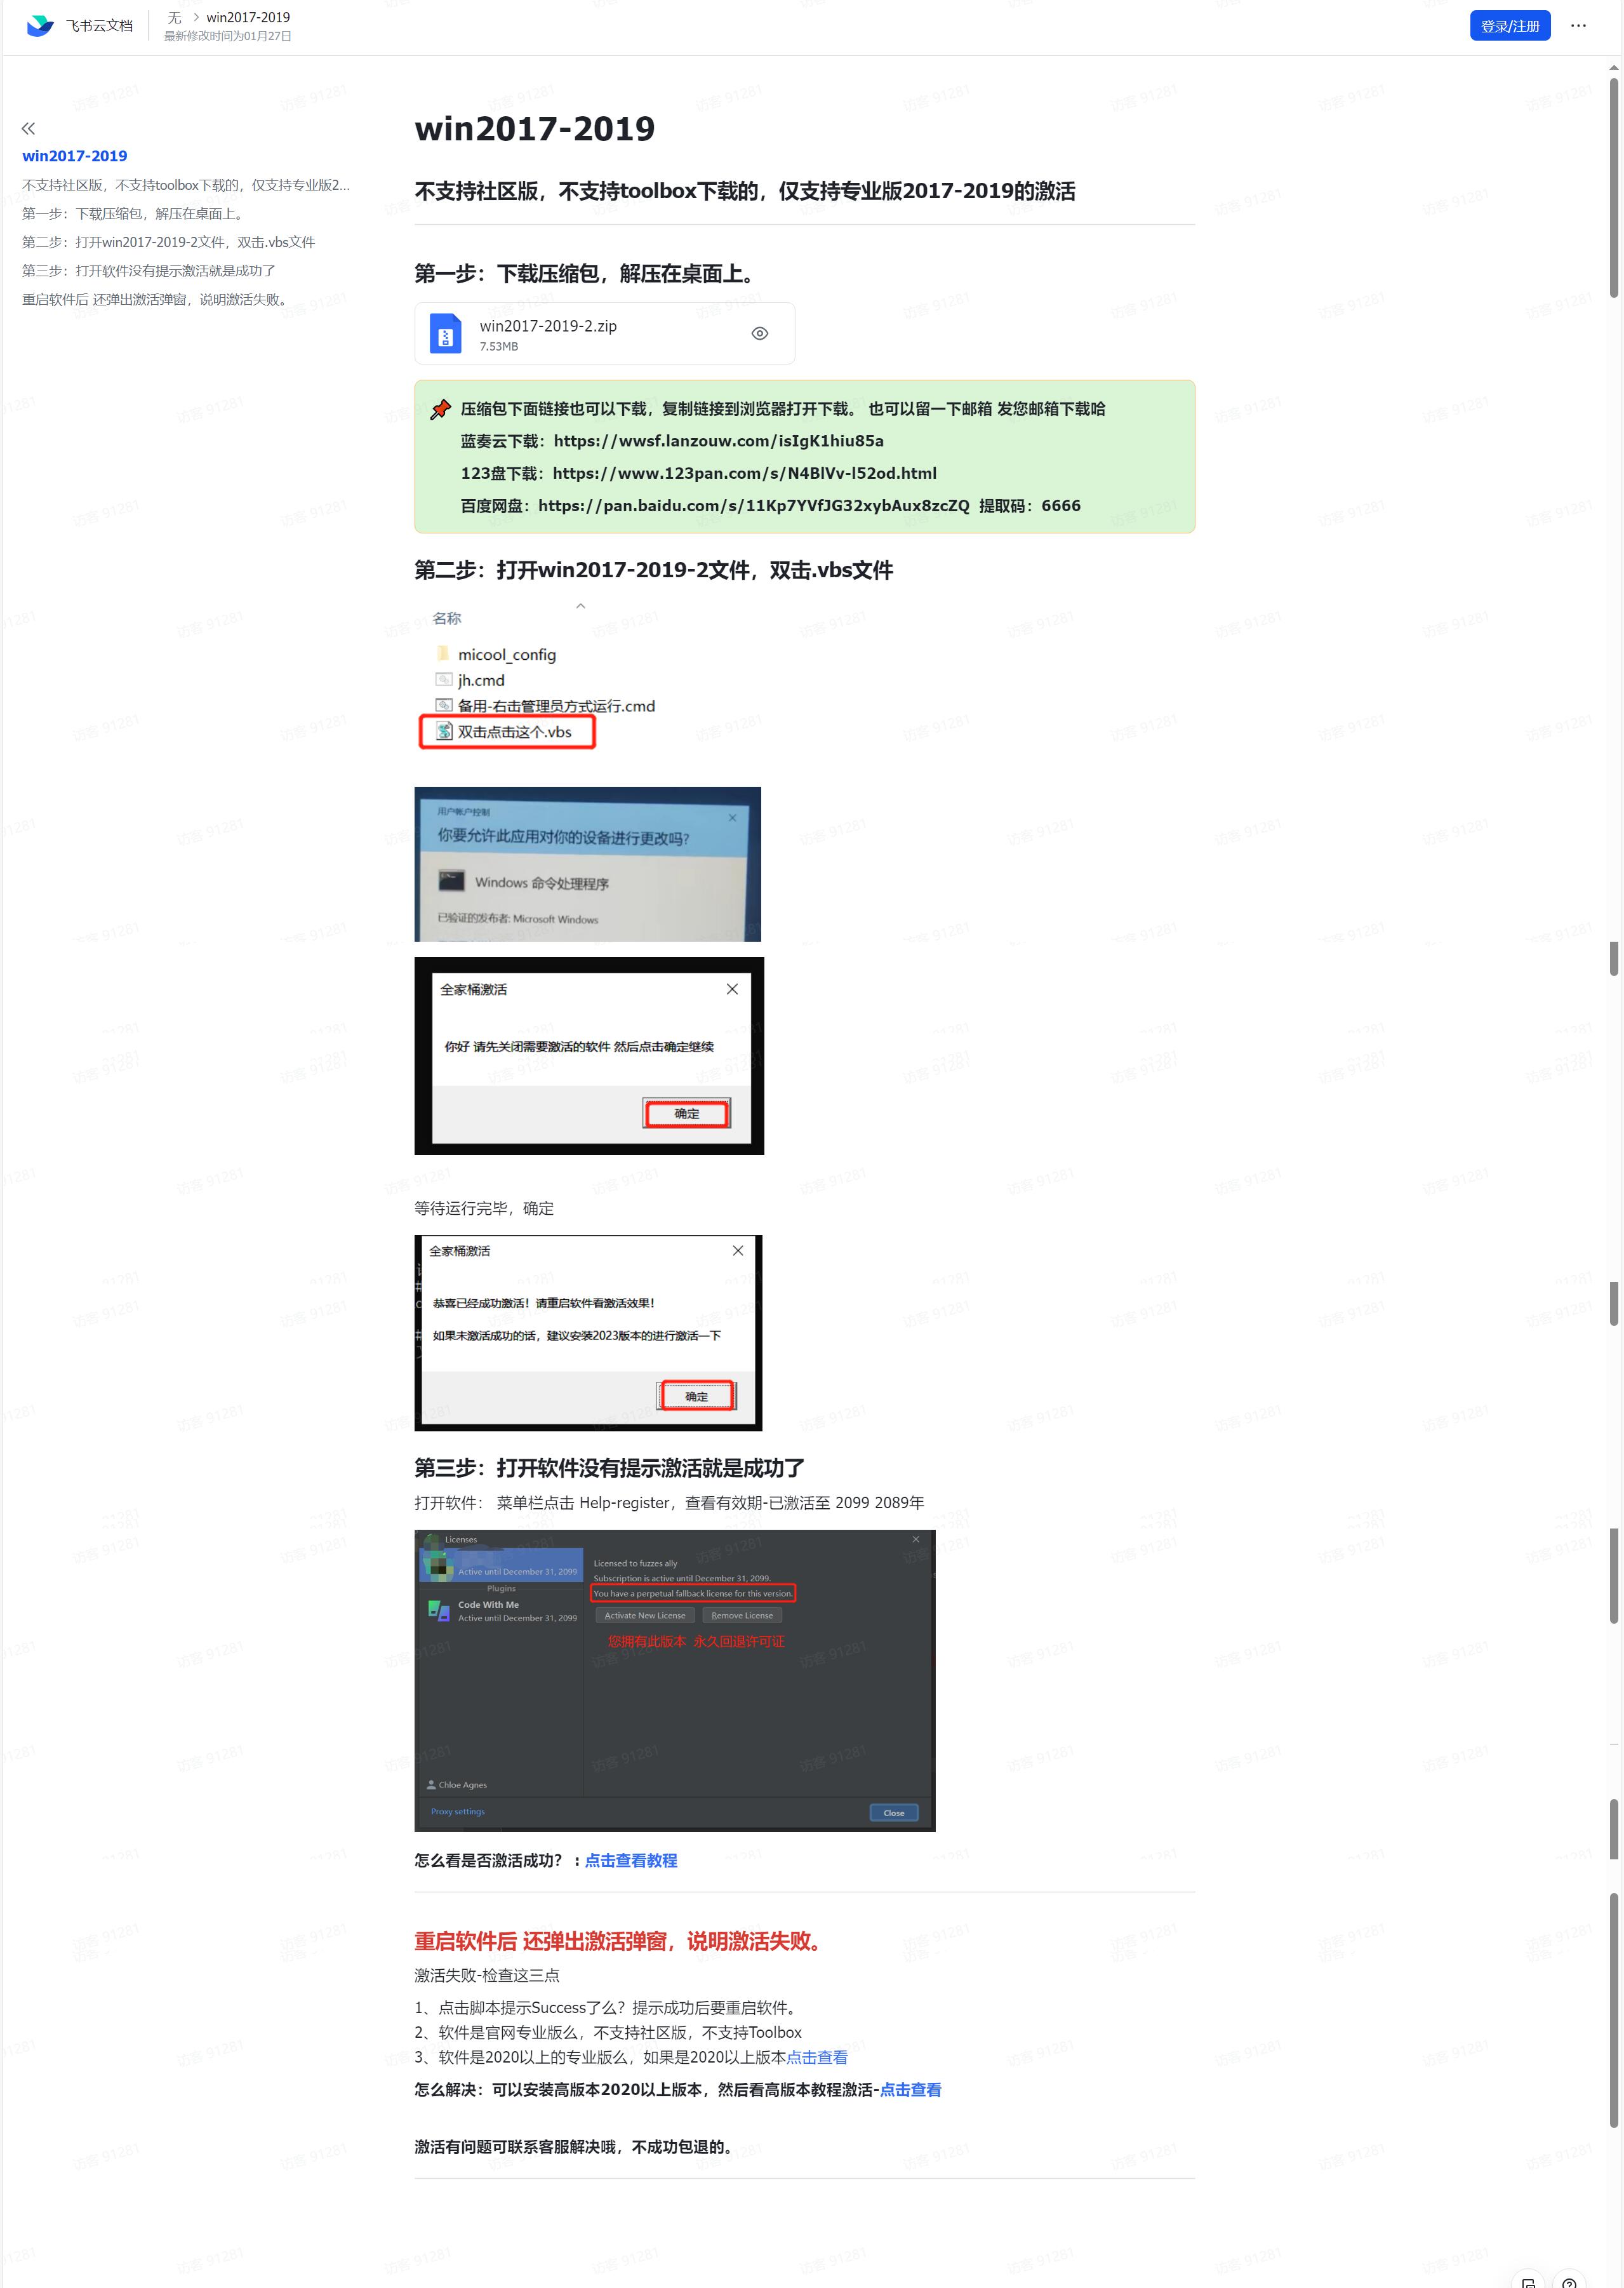 飞书云文档
无 > win2017-2019
最新修改时间为01月27日
登录/注册
win2017-2019
不支持社区版，不支持toolbox下载的，仅支持专业版2...
第一步：下载压缩包，解压在桌面上。
第二步：打开win2017-2019-2文件，双击.vbs文件
第三步：打开软件没有提示激活就是成功了
重启软件后 还弹出激活弹窗，说明激活失败。
win2017-2019
不支持社区版，不支持toolbox下载的，仅支持专业版2017-2019的激活
第一步：下载压缩包，解压在桌面上。
win2017-2019-2.zip
7.53MB
压缩包下面链接也可以下载，复制链接到浏览器打开下载。 也可以留一下邮箱 发您邮箱下载哈
蓝奏云下载：https://wwsf.lanzouw.com/isIgK1hiu85a
123盘下载：https://www.123pan.com/s/N4BlVv-l52od.html
百度网盘：https://pan.baidu.com/s/11Kp7YVfJG32xybAux8zcZQ 提取码：6666
第二步：打开win2017-2019-2文件，双击.vbs文件
名称
micool_config
jh.cmd
备用-右击管理员方式运行.cmd
双击点击这个.vbs
用户帐户控制
你要允许此应用对你的设备进行更改吗?
Windows 命令处理程序
已验证的发布者: Microsoft Windows
全家桶激活
你好 请先关闭需要激活的软件 然后点击确定继续
确定
等待运行完毕，确定
全家桶激活
恭喜已经成功激活！请重启软件看激活效果！
如果未激活成功的话，建议安装2023版本的进行激活一下
确定
第三步：打开软件没有提示激活就是成功了
打开软件： 菜单栏点击 Help-register，查看有效期-已激活至 2099 2089年
Licenses
Active until December 31, 2099
Plugins
Code With Me
Active until December 31, 2099
Licensed to fuzzes ally
Subscription is active until December 31, 2099.
You have a perpetual fallback license for this version.
Activate New License Remove License
您拥有此版本 永久回退许可证
Chloe Agnes
Proxy settings
Close
怎么看是否激活成功？ ：点击查看教程
重启软件后 还弹出激活弹窗，说明激活失败。
激活失败-检查这三点
1、点击脚本提示Success了么？提示成功后要重启软件。
2、软件是官网专业版么，不支持社区版，不支持Toolbox
3、软件是2020以上的专业版么，如果是2020以上版本点击查看
怎么解决：可以安装高版本2020以上版本，然后看高版本教程激活-点击查看
激活有问题可联系客服解决哦，不成功包退的。
访客 91281